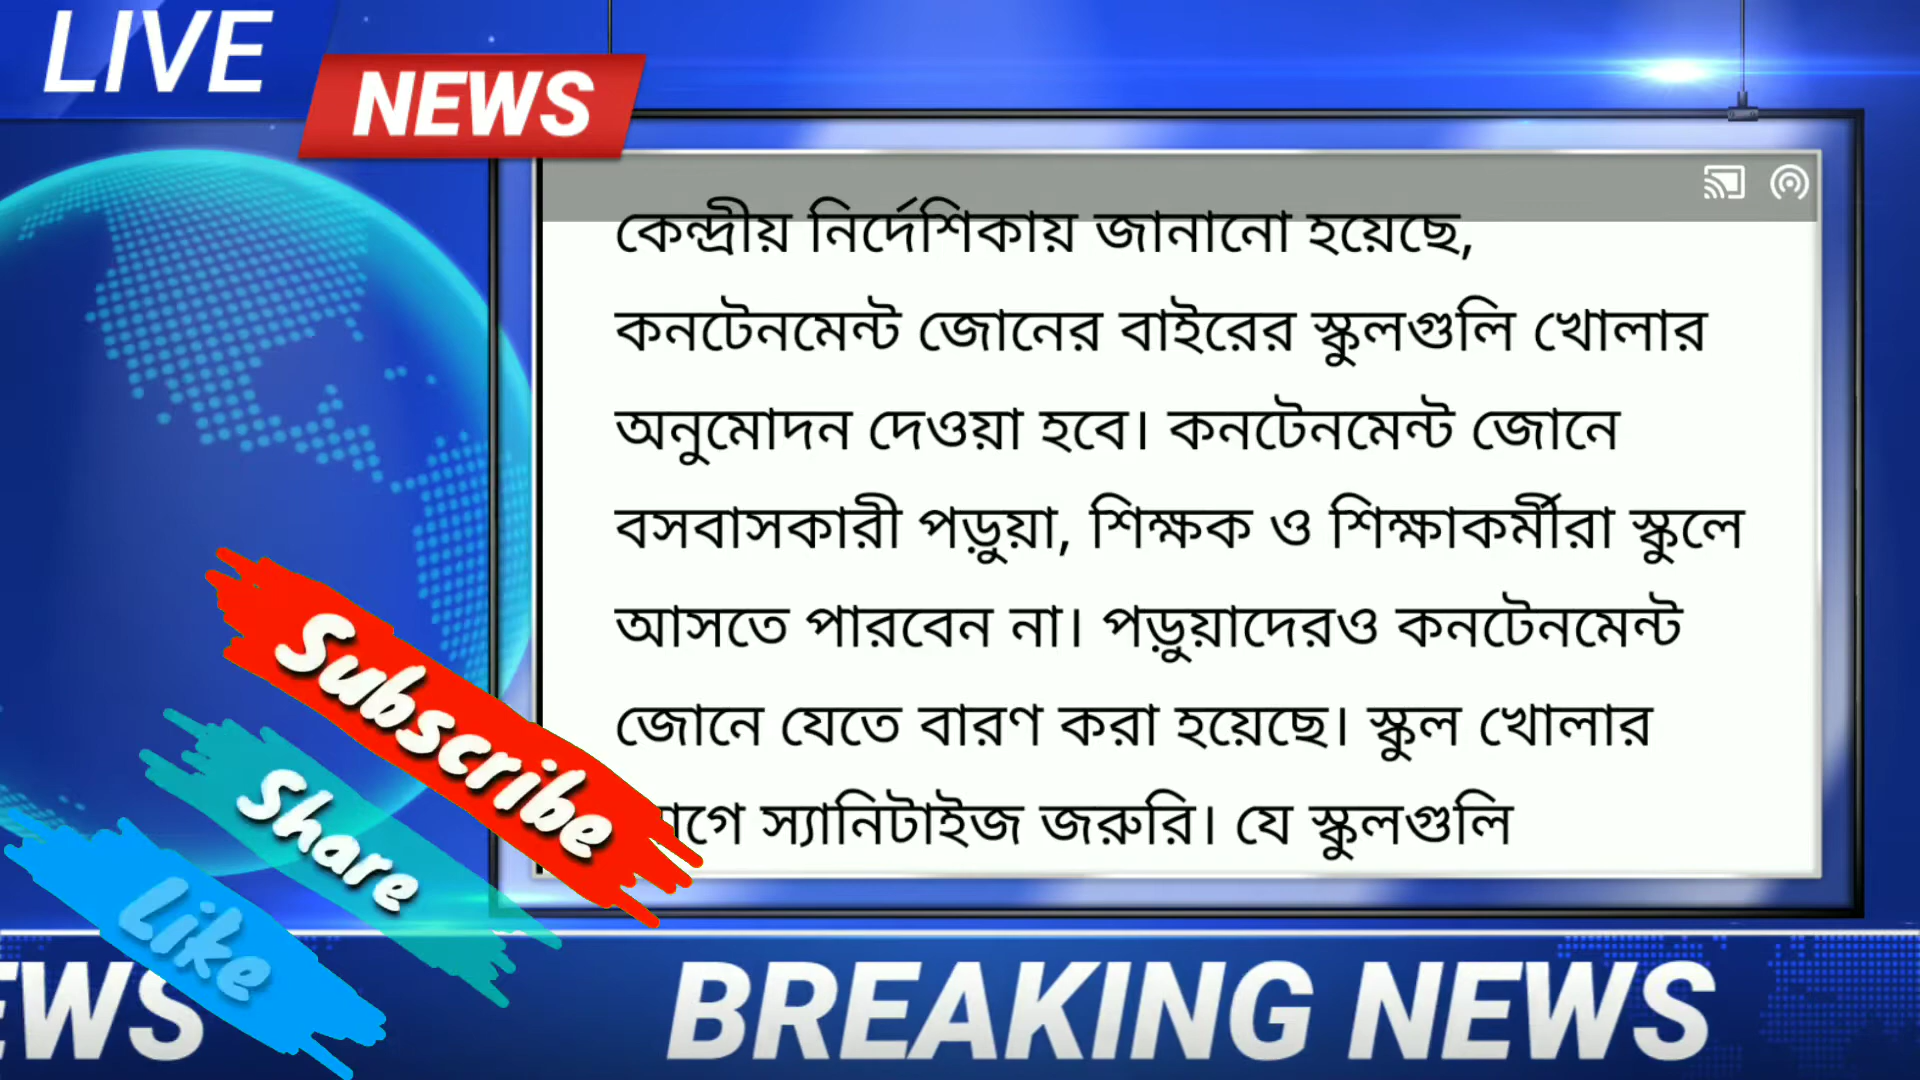 LIVE
NEWS
কেন্দ্রীয় নির্দেশিকায় জানানো হয়েছে,
কনটেনমেন্ট জোনের বাইরের স্কুলগুলি খোলার
অনুমোদন দেওয়া হবে। কনটেনমেন্ট জোনে
বসবাসকারী পড়ুয়া, শিক্ষক ও শিক্ষাকর্মীরা স্কুলে
আসতে পারবেন না। পড়ুয়াদেরও কনটেনমেন্ট
জোনে যেতে বারণ করা হয়েছে। স্কুল খোলার
স্যানিটাইজ জরুরি। যে স্কুলগুলি
Subscribe
Share
Like
BREAKING NEWS